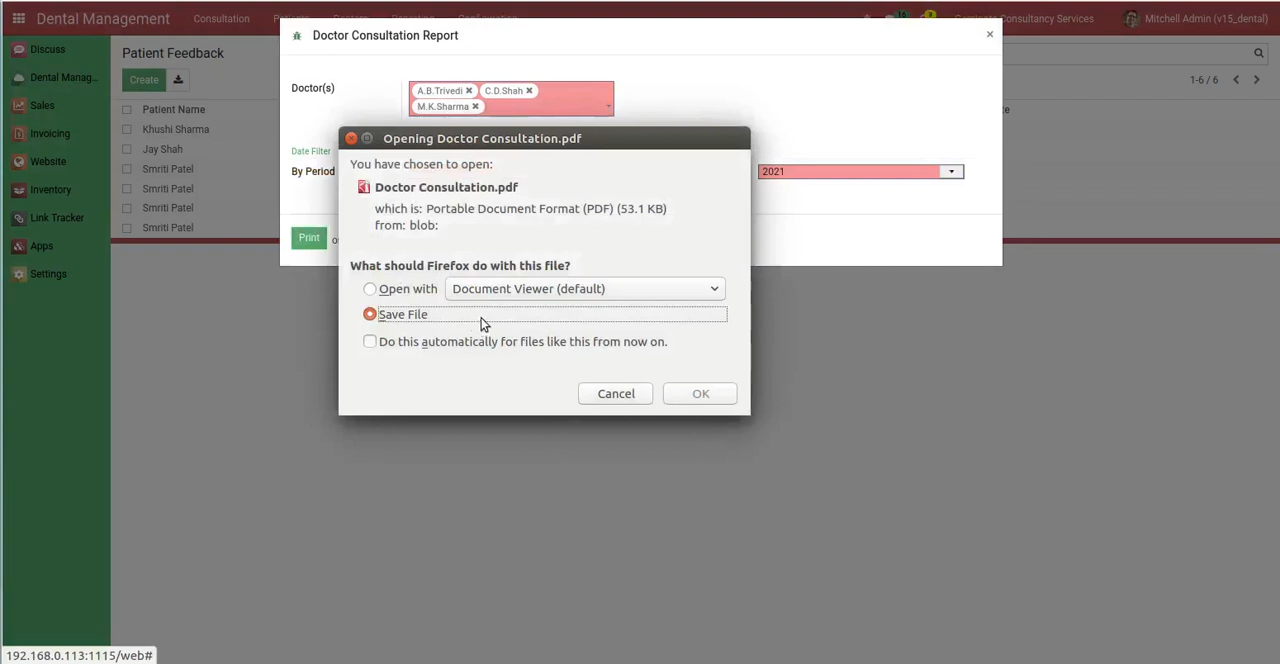 Dental Management
Consultation
Mitchell Admin (v15_dental)
Consultancy Services
Doctor Consultation Report
×
Discuss
Dental Manag...
Sales
Invoicing
Website
Inventory
Link Tracker
Apps
Settings
Patient Feedback
Create
1-6 / 6
Patient Name
Khushi Sharma
Jay Shah
Smriti Patel
Smriti Patel
Smriti Patel
Smriti Patel
Doctor(s)
A.B.Trivedi
C.D.Shah
M.K.Sharma
Date Filter
By Period
2021
Print
Opening Doctor Consultation.pdf
You have chosen to open:
Doctor Consultation.pdf
which is: Portable Document Format (PDF) (53.1 KB)
from: blob:
What should Firefox do with this file?
Open with
Document Viewer (default)
Save File
Do this automatically for files like this from now on.
Cancel
OK
192.168.0.113:1115/web#